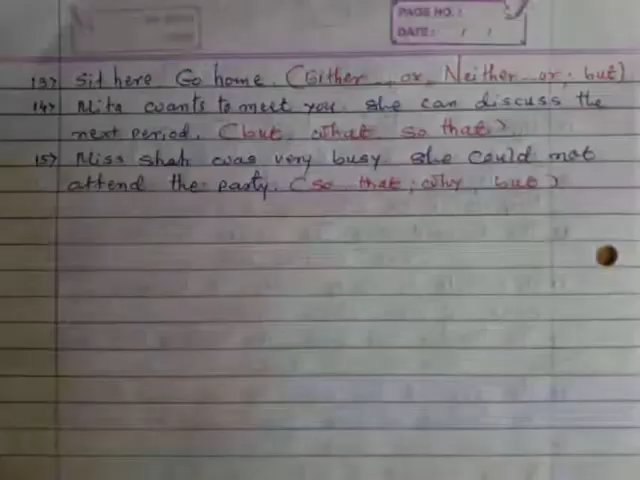 PAGE NO.:
DATE: / /
13> Sit here Go home. (Either .. or, Neither.. or, but)
14> Mita wants to meet you. She can discuss the
next period. (but, what, so that>
15> Miss shah was very busy she could not
attend the party. (so that, why, but)